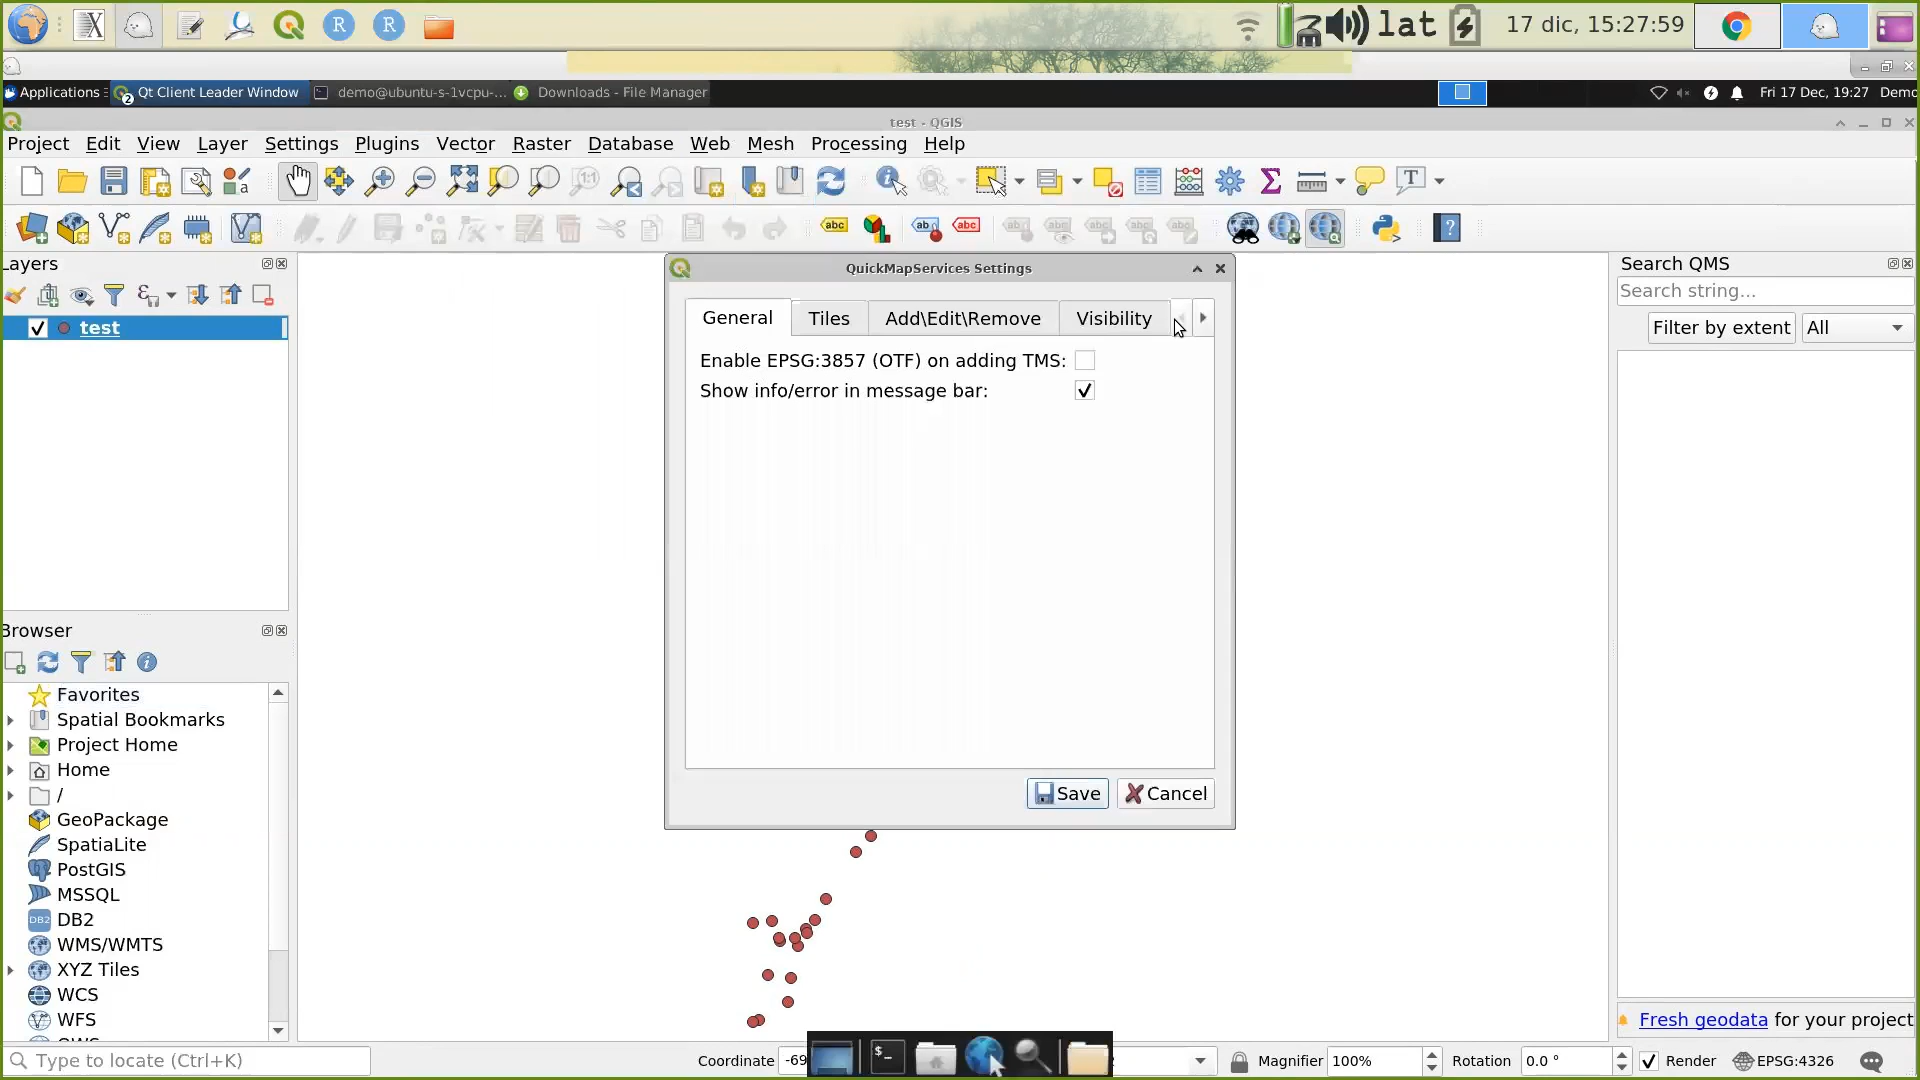 lat
17 dic, 15:27:59
Applications
2
Qt Client Leader Window
demo@ubuntu-s-1vcpu-...
Downloads - File Manager
Fri 17 Dec, 19:27
Demo
test - QGIS
Project Edit View Layer Settings Plugins Vector Raster Database Web Mesh Processing Help
Layers
test
Browser
Favorites
Spatial Bookmarks
Project Home
Home
/
GeoPackage
SpatiaLite
PostGIS
MSSQL
DB2
WMS/WMTS
XYZ Tiles
WCS
WFS
QuickMapServices Settings
General Tiles Add\Edit\Remove Visibility
Enable EPSG:3857 (OTF) on adding TMS:
Show info/error in message bar:
Save Cancel
Search QMS
Search string...
Filter by extent All
Fresh geodata for your project
Type to locate (Ctrl+K)
Coordinate -69
Magnifier 100% Rotation 0.0 ° Render EPSG:4326